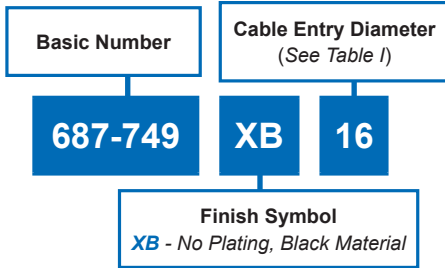 Basic Number
Cable Entry Diameter
(See Table I)
687-749
XB
16
Finish Symbol
XB - No Plating, Black Material